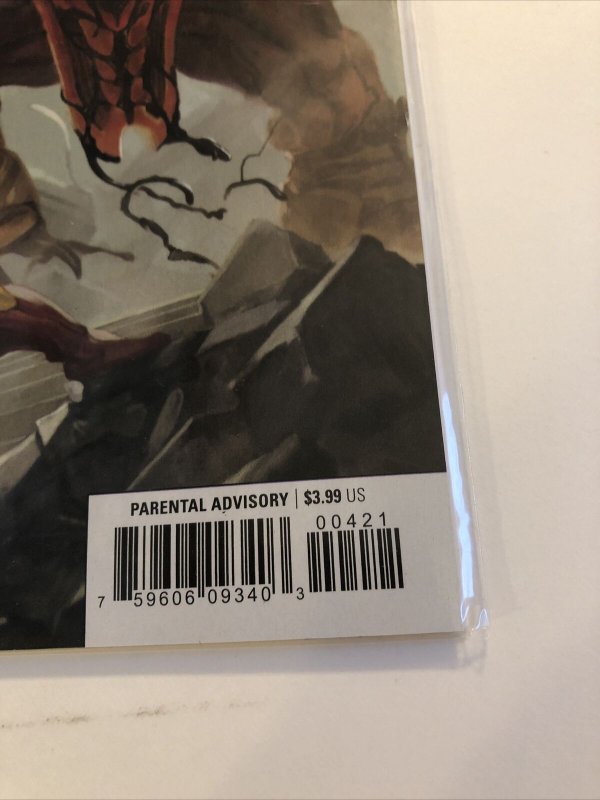 PARENTAL ADVISORY | $3.99 US
00421
7 59606 09340 3